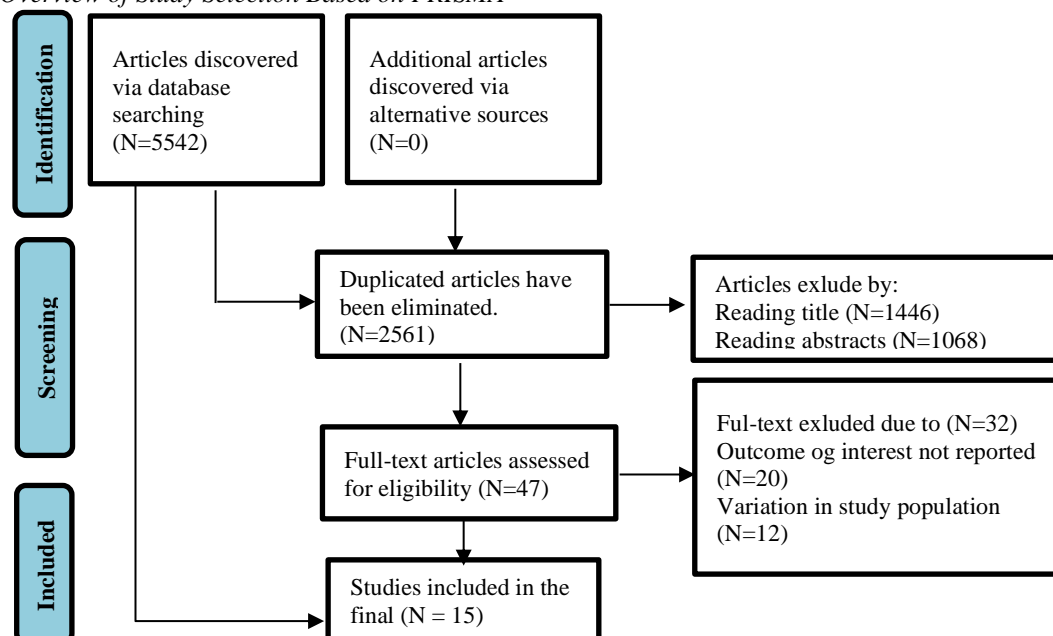 Overview of Study Selection Based on PRISMA
Identification
Articles discovered
via database
searching
(N=5542)
Additional articles
discovered via
alternative sources
(N=0)
Screening
Duplicated articles have
been eliminated.
(N=2561)
Articles exlude by:
Reading title (N=1446)
Reading abstracts (N=1068)
Full-text articles assessed
for eligibility (N=47)
Ful-text exluded due to (N=32)
Outcome og interest not reported
(N=20)
Variation in study population
(N=12)
Included
Studies included in the
final (N = 15)